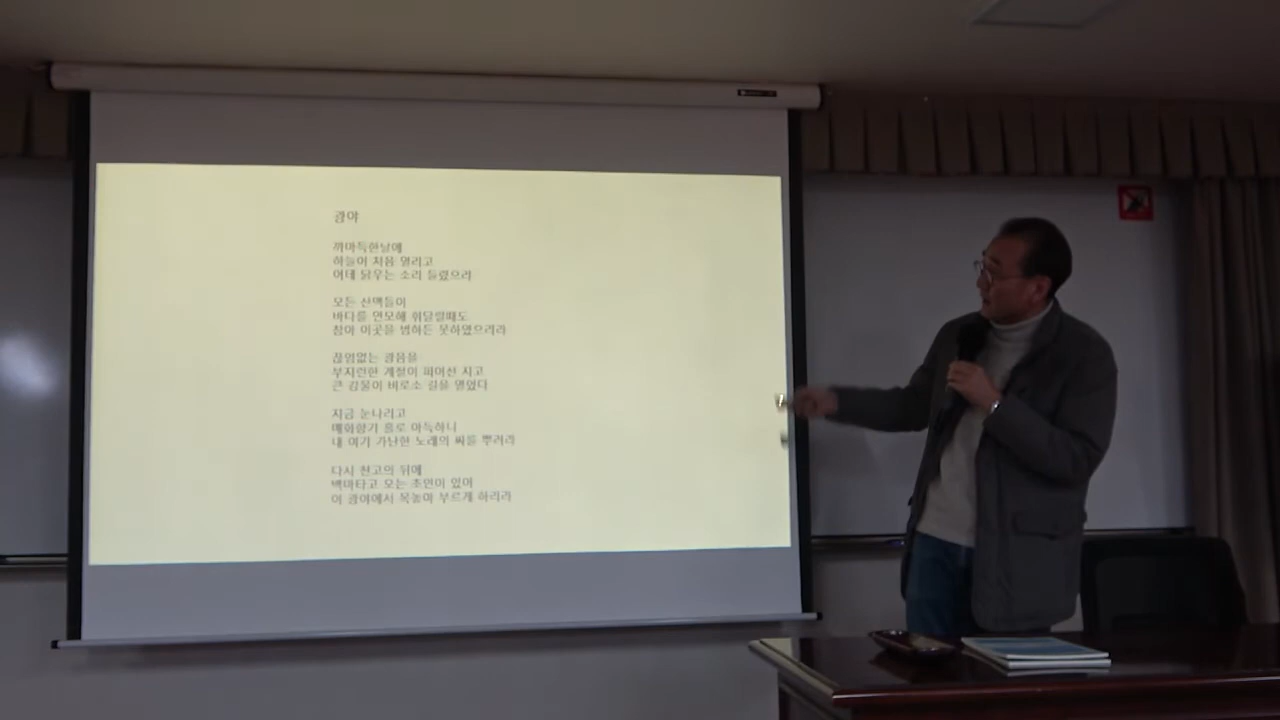 광야
까마득한날에
하늘이 처음 열리고
어데 닭우는 소리 들렸으랴
모든 산맥들이
바다를 연모해 휘달릴때도
참아 이곳을 범하든 못하였으리라
끊임없는 광음을
부지런한 계절이 피어선 지고
큰 강물이 비로소 길을 열었다
지금 눈나리고
매화향기 홀로 아득하니
내 여기 가난한 노래의 씨를 뿌려라
다시 천고의 뒤에
백마타고 오는 초인이 있어
이 광야에서 목놓아 부르게 하리라